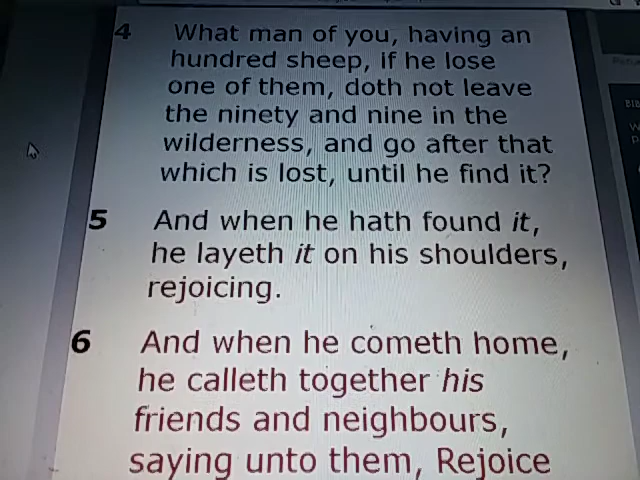 4 What man of you, having an
hundred sheep, if he lose
one of them, doth not leave
the ninety and nine in the
wilderness, and go after that
which is lost, until he find it?
5 And when he hath found it,
he layeth it on his shoulders,
rejoicing.
6 And when he cometh home,
he calleth together his
friends and neighbours,
saying unto them, Rejoice